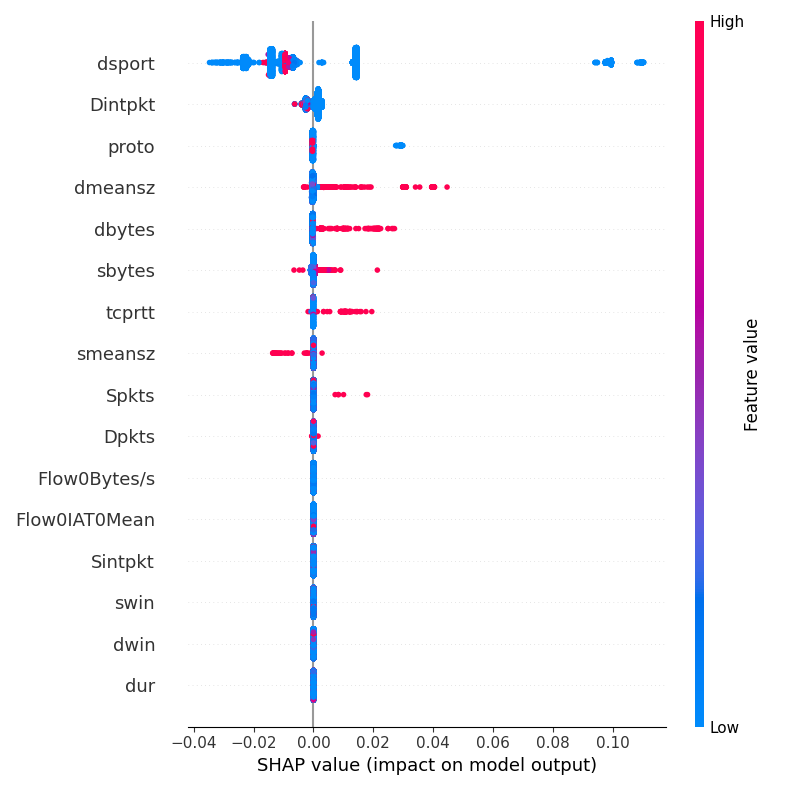 High
dsport
Dintpkt
proto
dmeansz
dbytes
sbytes
tcprtt
smeansz
Spkts
Dpkts
Flow0Bytes/s
Flow0IAT0Mean
Sintpkt
swin
dwin
dur
Feature value
Low
−0.04 −0.02 0.00 0.02 0.04 0.06 0.08 0.10
SHAP value (impact on model output)